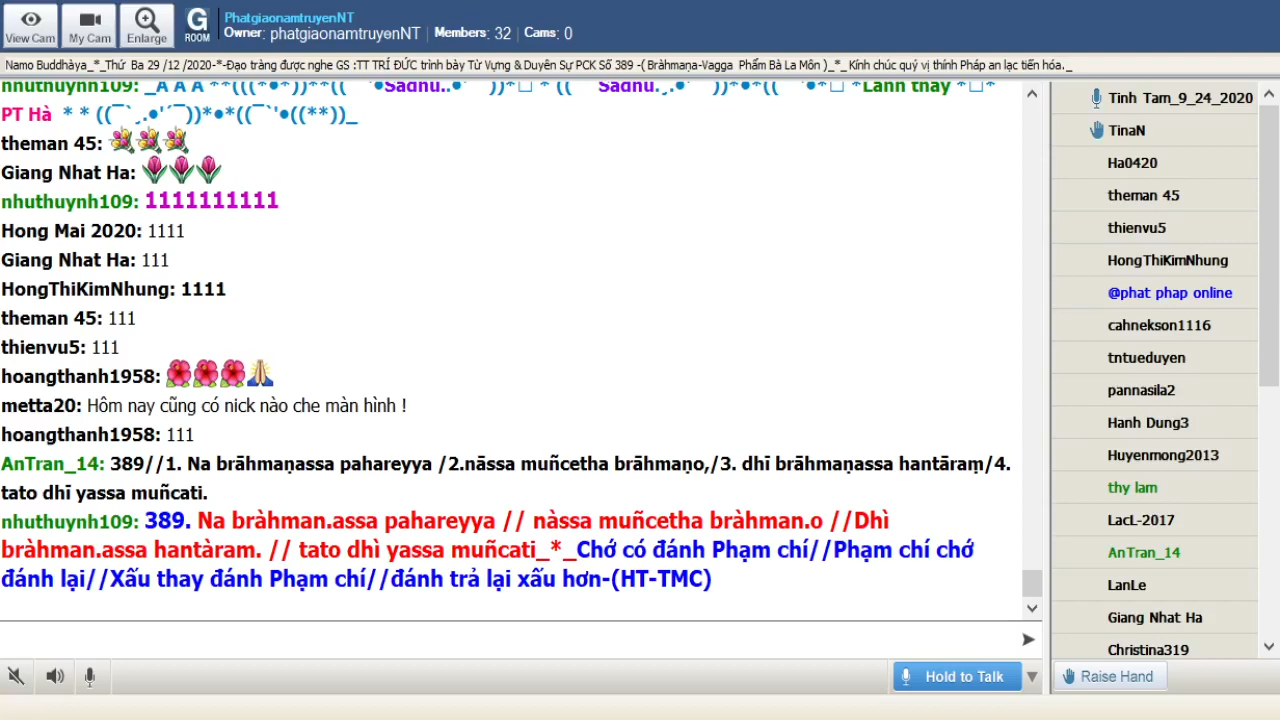 View Cam
My Cam
Enlarge
G
ROOM
PhatgiaonamtruyenNT
Owner: phatgiaonamtruyenNT | Members: 32 | Cams: 0
Namo Buddhàya_*_Thứ Ba 29 /12 /2020-*-Đạo tràng được nghe GS :TT TRÍ ĐỨC trình bày Từ Vựng & Duyên Sự PCK Số 389 -( Bràhmaṇa-Vagga Phẩm Bà La Môn )_*_ Kính chúc quý vị thính Pháp an lạc tiến hóa._
nhuthuynh109:
PT Hà
theman 45:
Giang Nhat Ha:
nhuthuynh109: 1111111111
Hong Mai 2020: 1111
Giang Nhat Ha: 111
HongThiKimNhung: 1111
theman 45: 111
thienvu5: 111
hoangthanh1958:
metta20: Hôm nay cũng có nick nào che màn hình !
hoangthanh1958: 111
AnTran_14: 389//1. Na brāhmaṇassa pahareyya /2.nāssa muñcetha brāhmaṇo,/3. dhī brāhmaṇassa hantāraṃ/4.
tato dhī yassa muñcati.
nhuthuynh109: 389. Na bràhman.assa pahareyya // nàssa muñcetha bràhman.o //Dhì
bràhman.assa hantàram. // tato dhì yassa muñcati_*_Chớ có đánh Phạm chí//Phạm chí chớ
đánh lại//Xấu thay đánh Phạm chí//đánh trả lại xấu hơn-(HT-TMC)
Hold to Talk
Tinh Tam_9_24_2020
TinaN
Ha0420
theman 45
thienvu5
HongThiKimNhung
@phat phap online
cahnekson1116
tntueduyen
pannasila2
Hanh Dung3
Huyenmong2013
thy lam
LacL-2017
AnTran_14
LanLe
Giang Nhat Ha
Christina319
Raise Hand